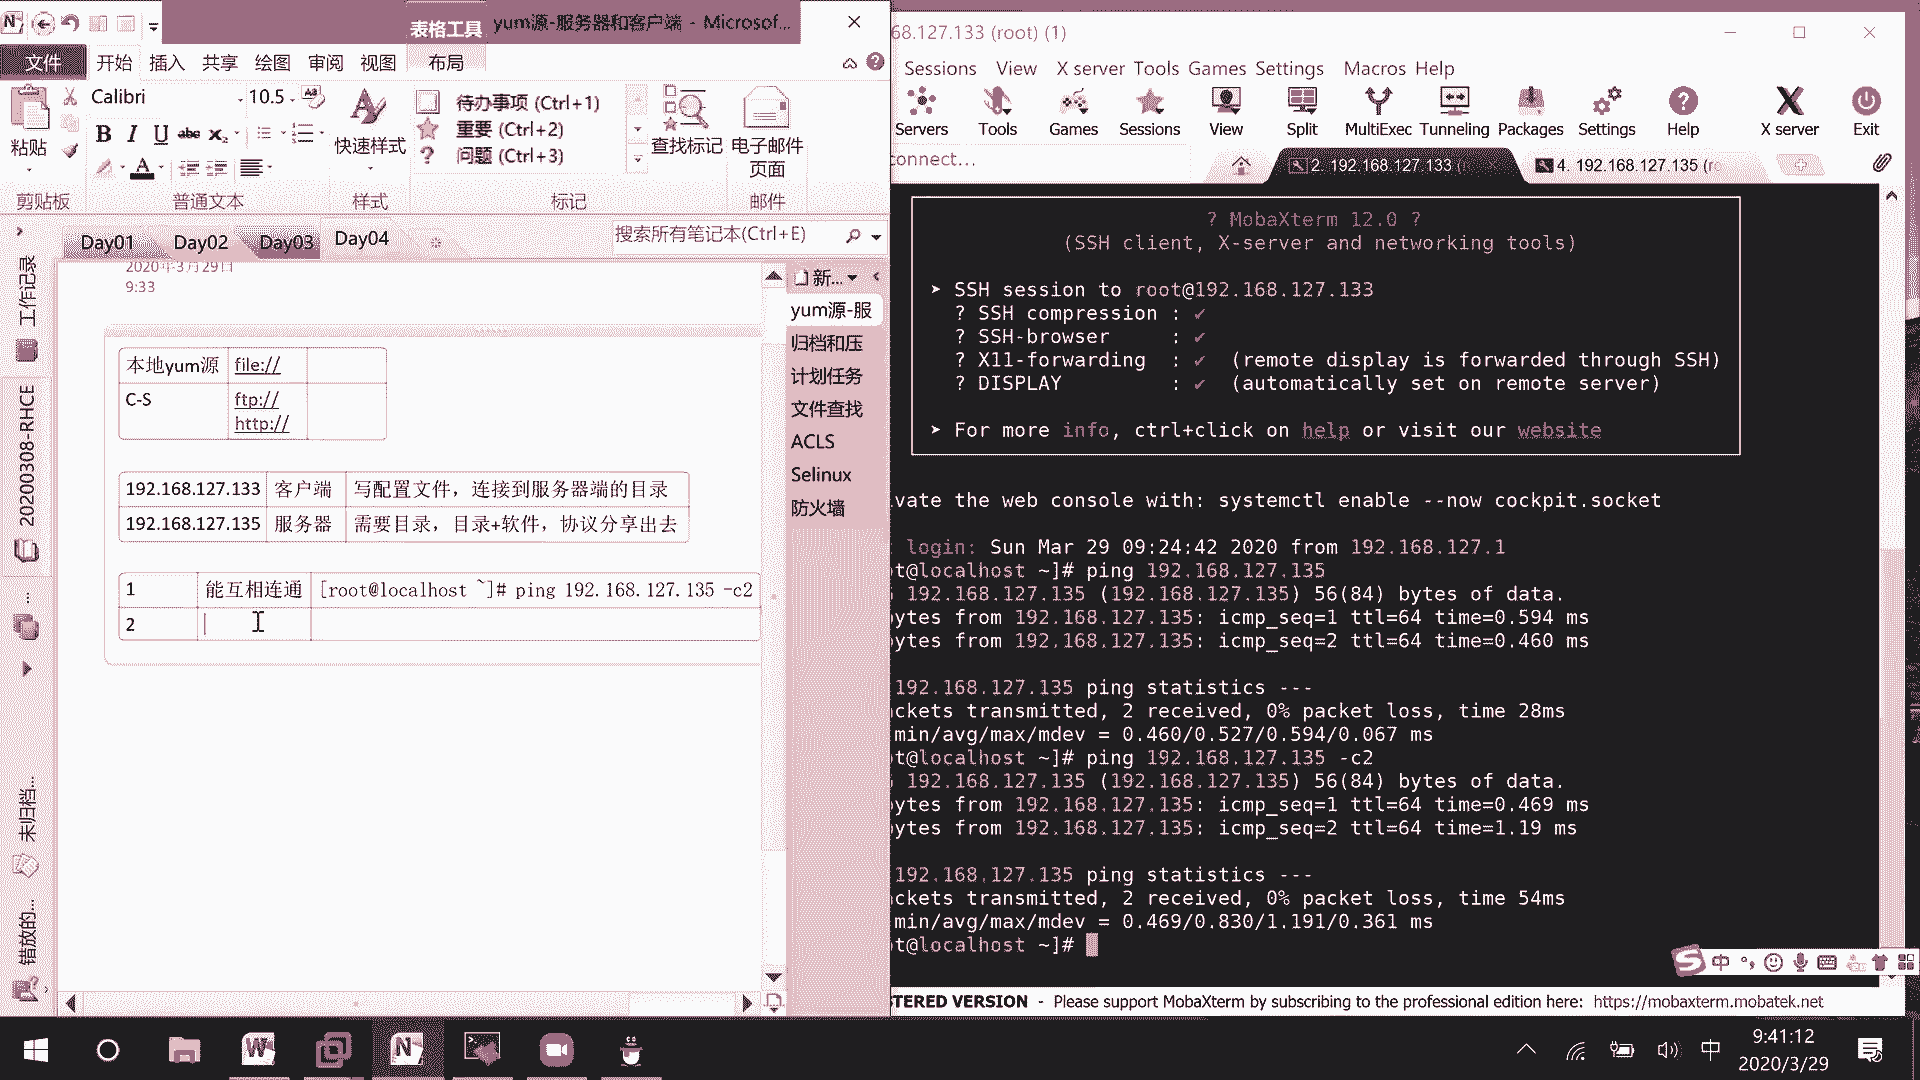 表格工具
yum源-服务器和客户端 - Microsof...
文件 开始 插入 共享 绘图 审阅 视图 布局
Calibri 10.5
粘贴
B I U abc
快速样式
待办事项 (Ctrl+1)
重要 (Ctrl+2)
问题 (Ctrl+3)
查找标记
电子邮件
页面
剪贴板 普通文本 样式 标记 邮件
Day01 Day02 Day03 Day04
搜索所有笔记本(Ctrl+E)
工作记录
20200308-RHCE
未归档...
错放的...
2020年3月29日
9:33
本地yum源 file://
C-S ftp://
http://
192.168.127.133 客户端 写配置文件，连接到服务器端的目录
192.168.127.135 服务器 需要目录，目录+软件，协议分享出去
1 能互相连通 [root@localhost ~]# ping 192.168.127.135 -c2
2
新...
yum源-服
归档和压
计划任务
文件查找
ACLS
Selinux
防火墙
68.127.133 (root) (1)
Sessions View X server Tools Games Settings Macros Help
Servers Tools Games Sessions View Split MultiExec Tunneling Packages Settings Help X server Exit
connect...
2. 192.168.127.133 (
4. 192.168.127.135 (ro
? MobaXterm 12.0 ?
(SSH client, X-server and networking tools)
➤ SSH session to root@192.168.127.133
? SSH compression : ✔
? SSH-browser : ✔
? X11-forwarding : ✔ (remote display is forwarded through SSH)
? DISPLAY : ✔ (automatically set on remote server)
➤ For more info, ctrl+click on help or visit our website
vate the web console with: systemctl enable --now cockpit.socket
login: Sun Mar 29 09:24:42 2020 from 192.168.127.1
t@localhost ~]# ping 192.168.127.135
192.168.127.135 (192.168.127.135) 56(84) bytes of data.
ytes from 192.168.127.135: icmp_seq=1 ttl=64 time=0.594 ms
ytes from 192.168.127.135: icmp_seq=2 ttl=64 time=0.460 ms
192.168.127.135 ping statistics ---
ckets transmitted, 2 received, 0% packet loss, time 28ms
min/avg/max/mdev = 0.460/0.527/0.594/0.067 ms
t@localhost ~]# ping 192.168.127.135 -c2
192.168.127.135 (192.168.127.135) 56(84) bytes of data.
ytes from 192.168.127.135: icmp_seq=1 ttl=64 time=0.469 ms
ytes from 192.168.127.135: icmp_seq=2 ttl=64 time=1.19 ms
192.168.127.135 ping statistics ---
ckets transmitted, 2 received, 0% packet loss, time 54ms
min/avg/max/mdev = 0.469/0.830/1.191/0.361 ms
t@localhost ~]#
中
TERED VERSION - Please support MobaXterm by subscribing to the professional edition here: https://mobaxterm.mobatek.net
中
9:41:12
2020/3/29